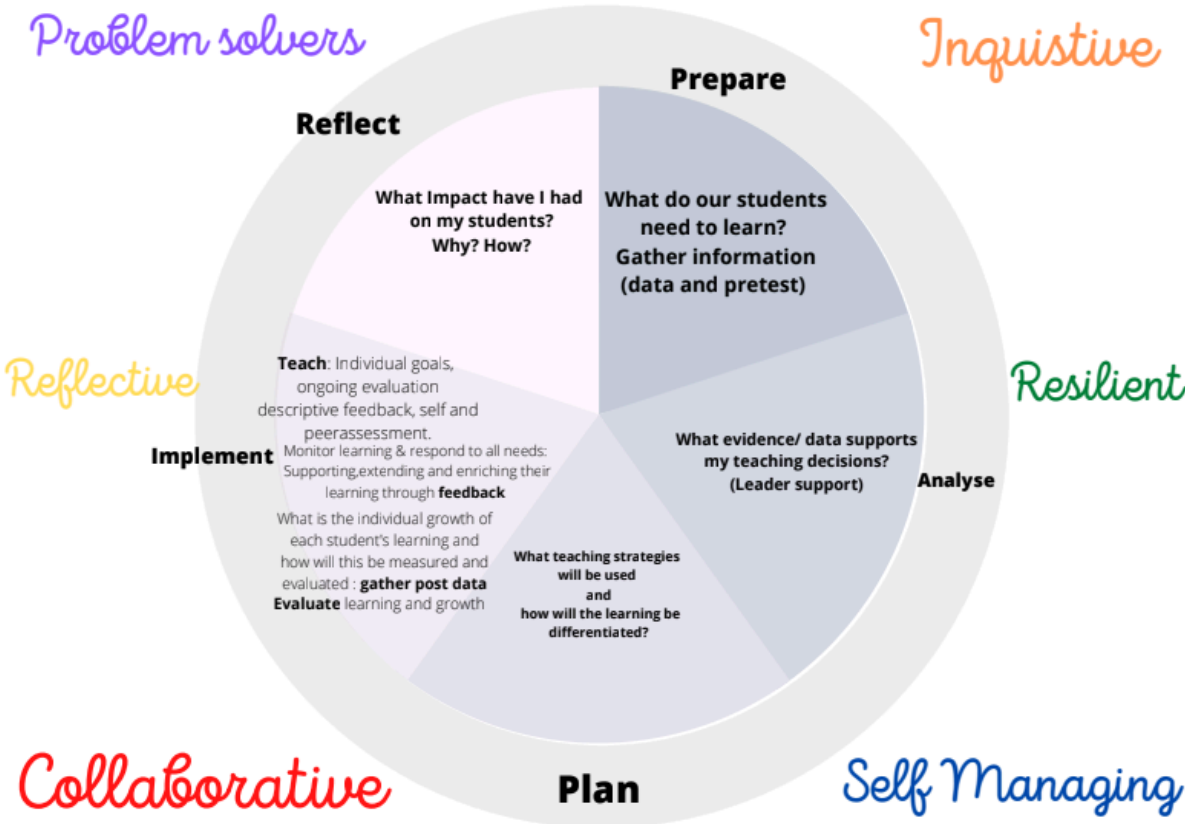 Problem solvers
Inquistive
Prepare
Reflect
What Impact have I had
on my students?
Why? How?
What do our students
need to learn?
Gather information
(data and pretest)
Reflective
Resilient
Teach: Individual goals,
ongoing evaluation
descriptive feedback, self and
peerassessment.
Implement
Monitor learning & respond to all needs:
Supporting,extending and enriching their
learning through feedback
What is the individual growth of
each student's learning and
how will this be measured and
evaluated : gather post data
Evaluate learning and growth
What evidence/ data supports
my teaching decisions?
(Leader support)
Analyse
What teaching strategies
will be used
and
how will the learning be
differentiated?
Collaborative
Plan
Self Managing